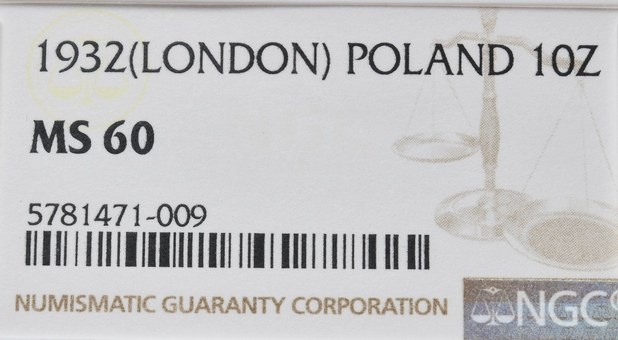 1932(LONDON) POLAND 10Z
MS 60
5781471-009
NUMISMATIC GUARANTY CORPORATION
NGC®